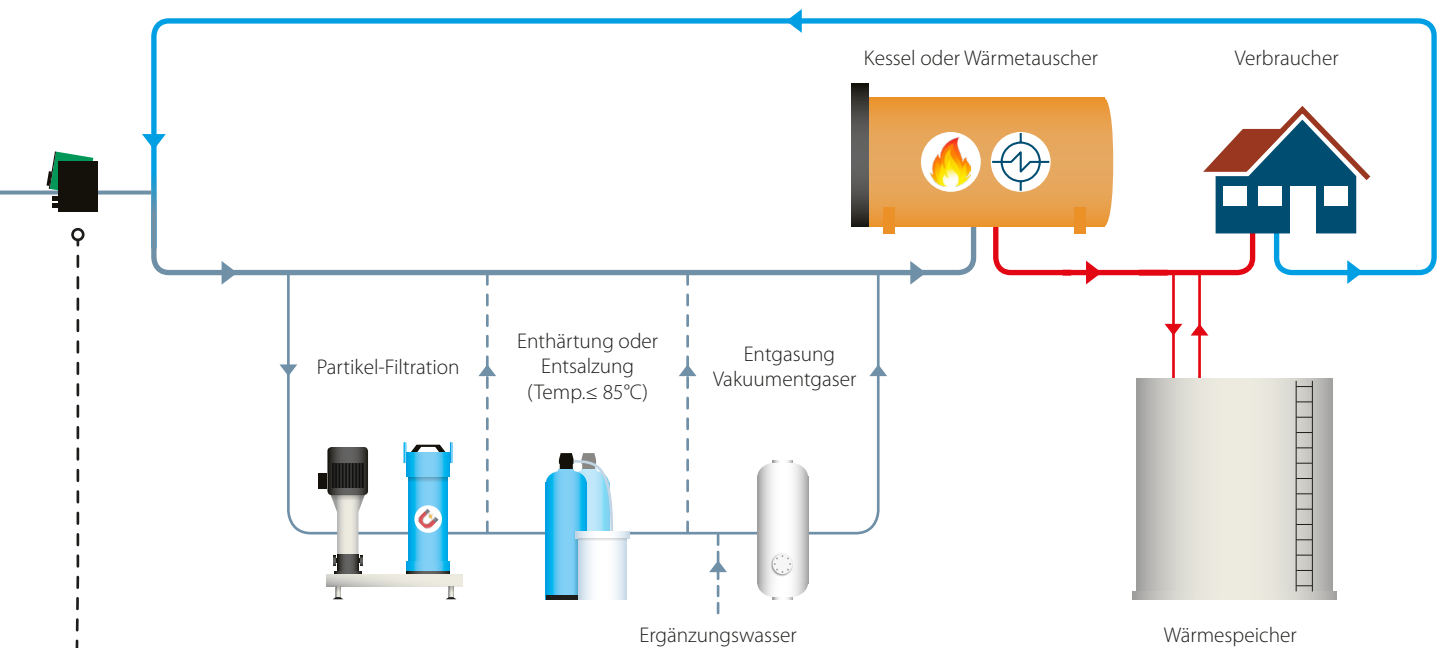 Kessel oder Wärmetauscher
Verbraucher
Partikel-Filtration
Enthärtung oder
Entsalzung
(Temp.≤ 85°C)
Entgasung
Vakuumentgaser
Ergänzungswasser
Wärmespeicher